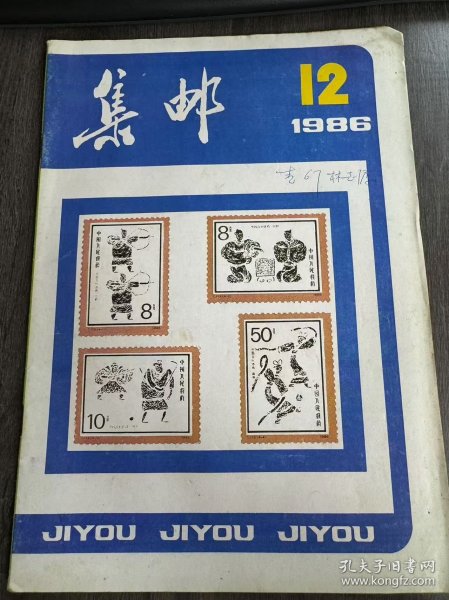 集邮
12
1986
8分
中国人民邮政
8分
中国人民邮政
10分
中国人民邮政
50分
中国人民邮政
JIYOU JIYOU JIYOU
孔夫子旧书网
www.kongfz.com